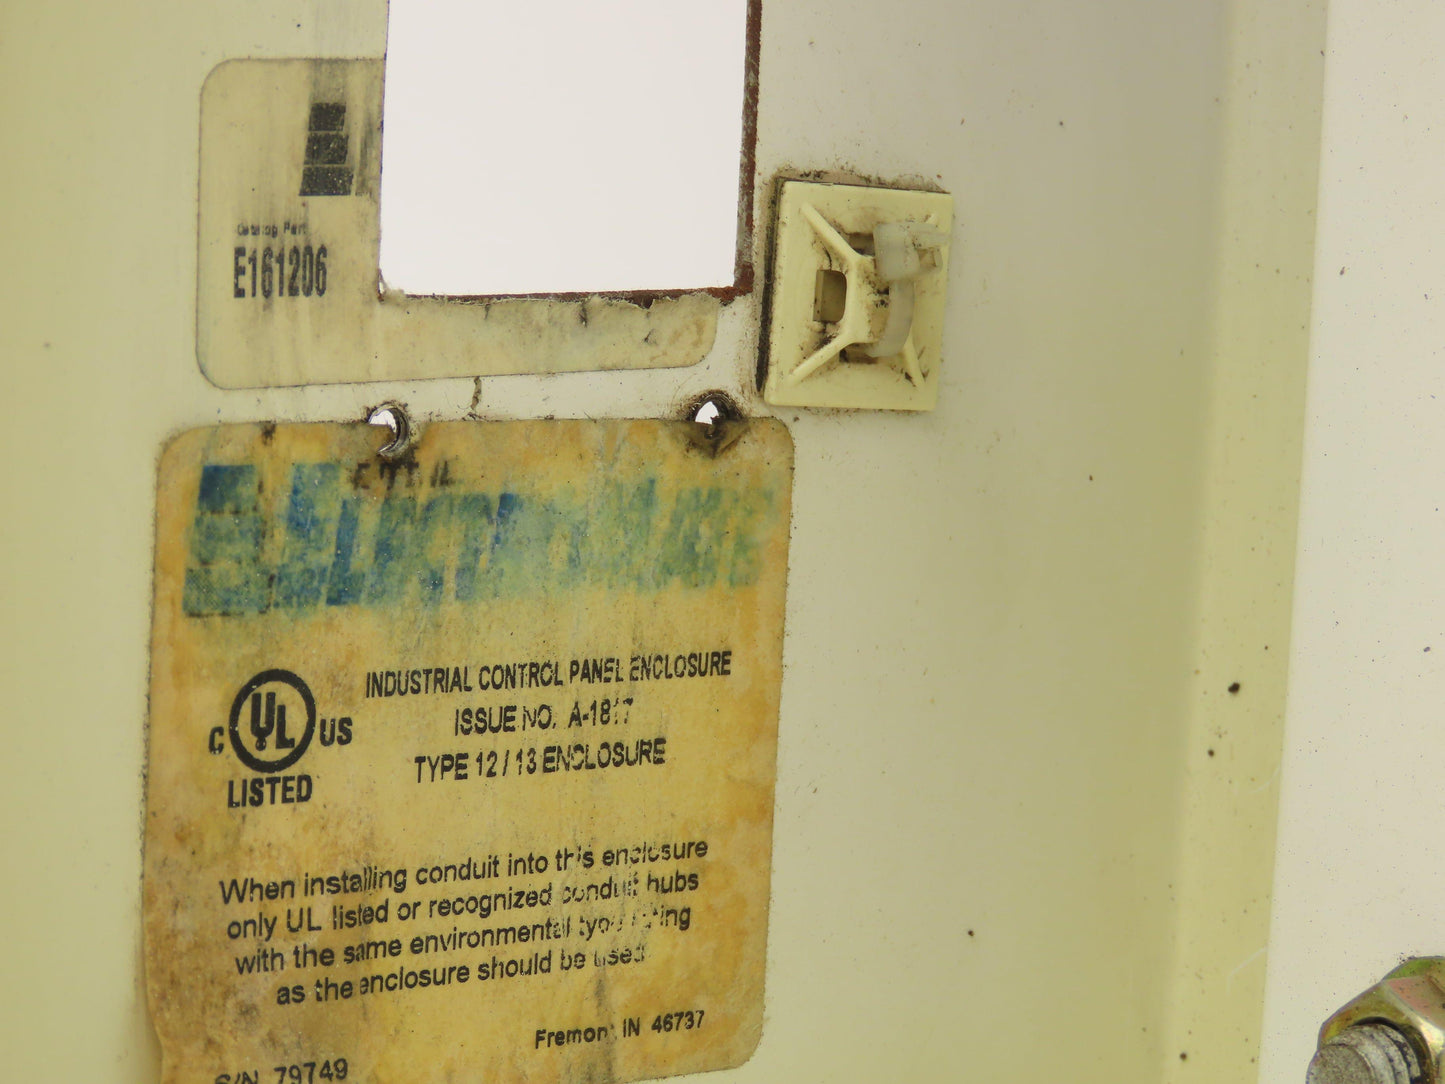 Catalog Part
E161206
INDUSTRIAL CONTROL PANEL ENCLOSURE
ISSUE NO. A-1817
TYPE 12 / 13 ENCLOSURE
C UL US
LISTED
When installing conduit into this enclosure
only UL listed or recognized conduit hubs
with the same environmental type rating
as the enclosure should be used
Fremont, IN 46737
S/N 79749